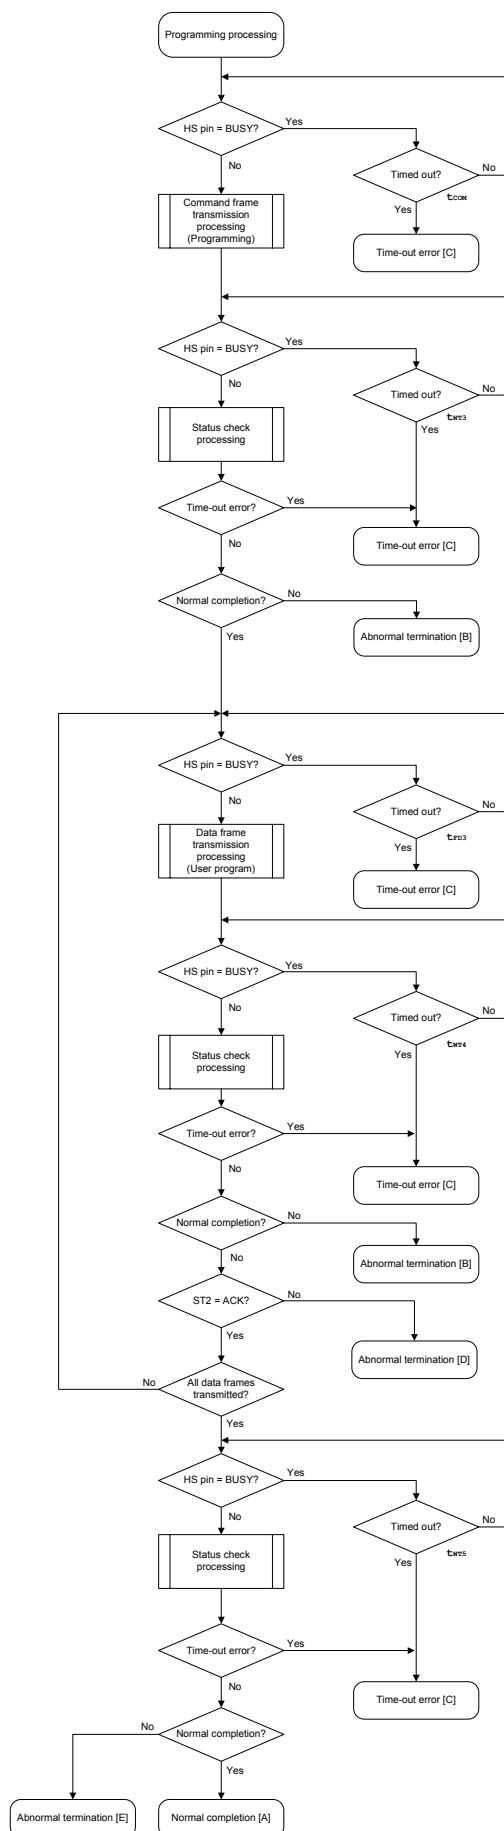 Programming processing
HS pin = BUSY?
Yes
No
Timed out?
No
Yes
tCOM
Command frame
transmission
processing
(Programming)
Time-out error [C]
HS pin = BUSY?
Yes
No
Timed out?
No
Yes
tWT3
Status check
processing
Time-out error?
Yes
No
Time-out error [C]
Normal completion?
No
Yes
Abnormal termination [B]
HS pin = BUSY?
Yes
No
Timed out?
No
Yes
tFD3
Data frame
transmission
processing
(User program)
Time-out error [C]
HS pin = BUSY?
Yes
No
Timed out?
No
Yes
tWT4
Status check
processing
Time-out error?
Yes
No
Time-out error [C]
Normal completion?
No
No
Abnormal termination [B]
ST2 = ACK?
No
Yes
Abnormal termination [D]
No
All data frames
transmitted?
Yes
HS pin = BUSY?
Yes
No
Timed out?
No
Yes
tWT5
Status check
processing
Time-out error?
Yes
No
Time-out error [C]
No
Normal completion?
Yes
Abnormal termination [E]
Normal completion [A]